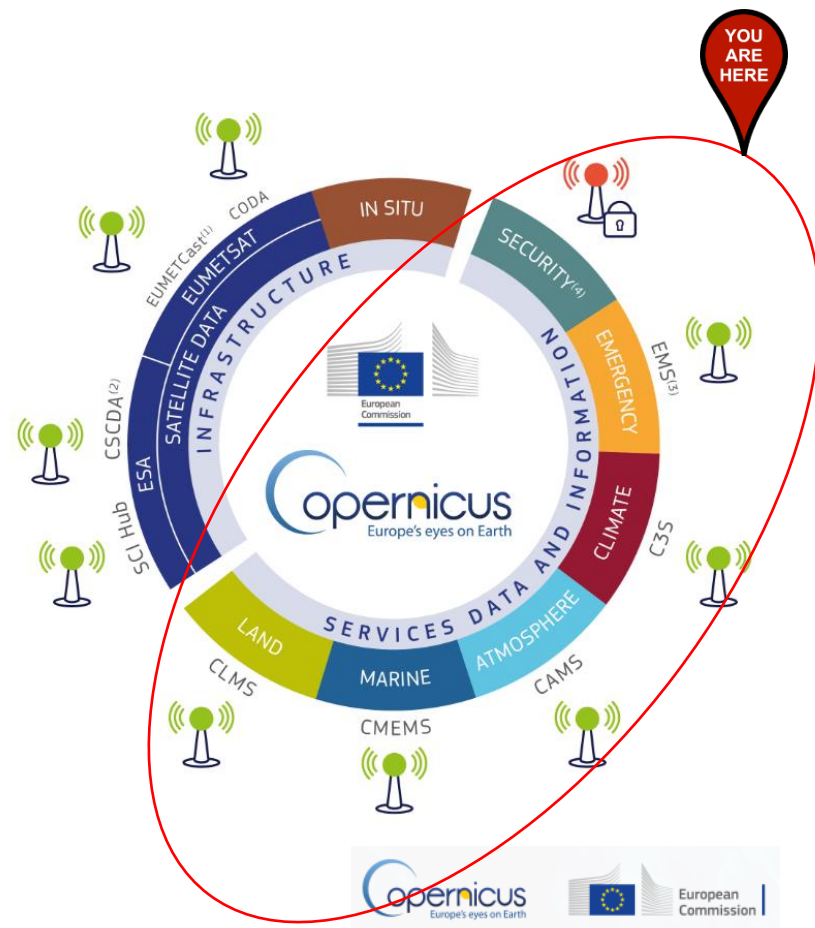 YOU
ARE
HERE
IN SITU
CODA
EUMETCast(1)
EUMETSAT
SATELLITE DATA
INFRASTRUCTURE
CSCDA(2)
ESA
SCI Hub
SECURITY(4)
EMERGENCY
EMS(3)
CLIMATE
C3S
ATMOSPHERE
CAMS
MARINE
CMEMS
LAND
CLMS
SERVICES DATA AND INFORMATION
European
Commission
Copernicus
Europe's eyes on Earth
Copernicus
Europe's eyes on Earth
European
Commission